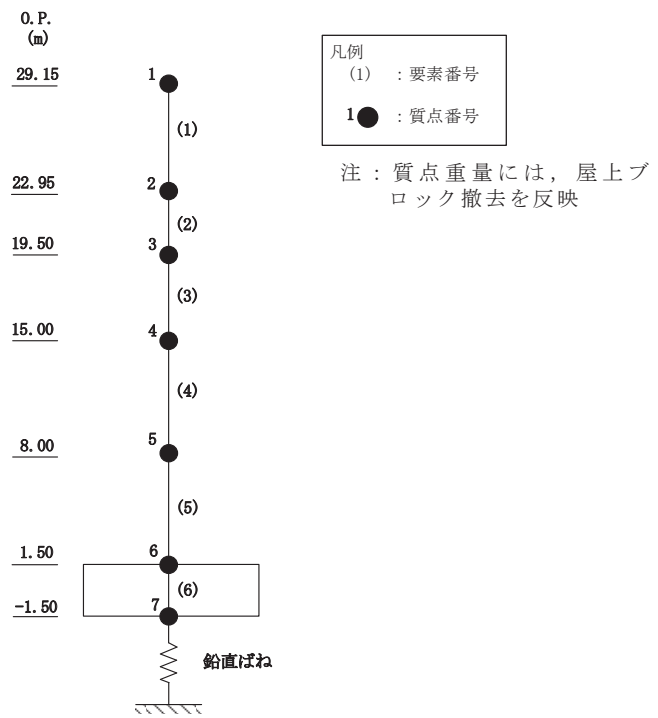 O.P.
(m)
29.15
1
(1)
22.95
2
(2)
19.50
3
(3)
15.00
4
(4)
8.00
5
(5)
1.50
6
(6)
-1.50
7
鉛直ばね
凡例
(1) : 要素番号
1 : 質点番号
注 : 質点重量には, 屋上ブ
ロック撤去を反映